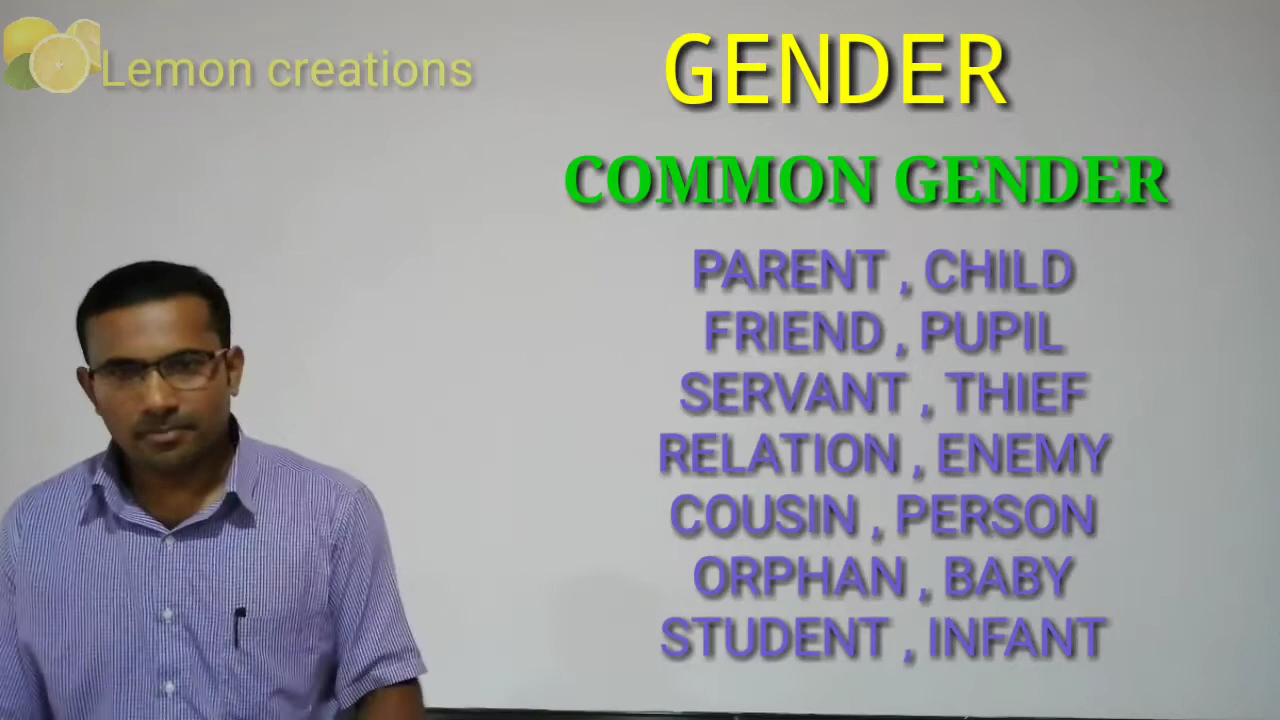 Lemon creations
GENDER
COMMON GENDER
PARENT , CHILD
FRIEND , PUPIL
SERVANT , THIEF
RELATION , ENEMY
COUSIN , PERSON
ORPHAN , BABY
STUDENT , INFANT